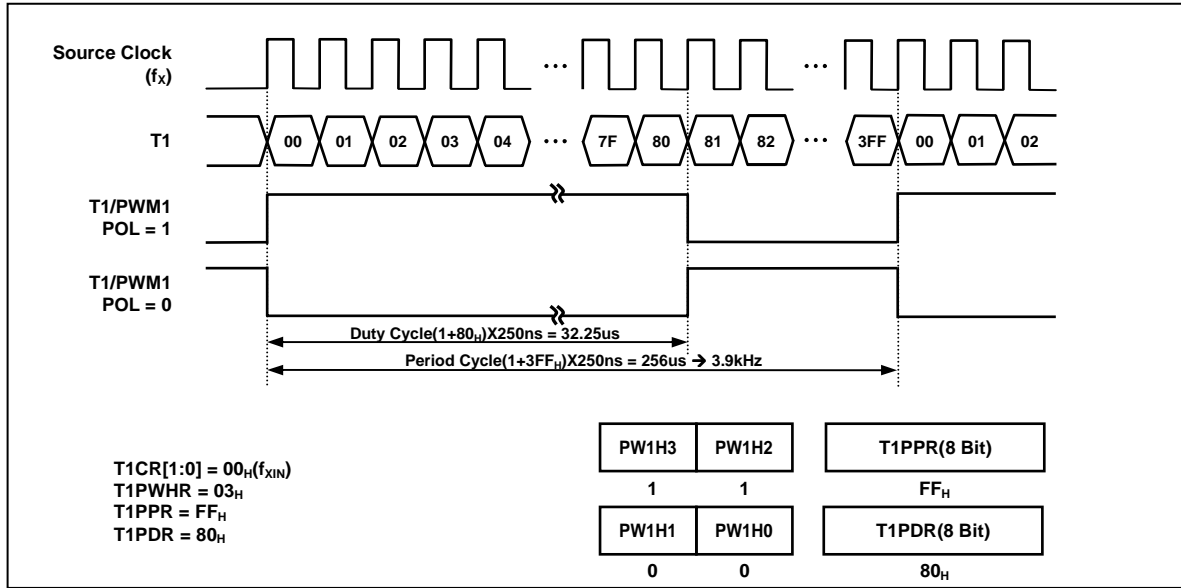 Source Clock
(fX)
T1
00 01 02 03 04 ... 7F 80 81 82 ... 3FF 00 01 02
T1/PWM1
POL = 1
T1/PWM1
POL = 0
Duty Cycle(1+80H)X250ns = 32.25us
Period Cycle(1+3FFH)X250ns = 256us → 3.9kHz
T1CR[1:0] = 00H(fXIN)
T1PWHR = 03H
T1PPR = FFH
T1PDR = 80H
PW1H3 PW1H2 T1PPR(8 Bit)
1 1 FFH
PW1H1 PW1H0 T1PDR(8 Bit)
0 0 80H